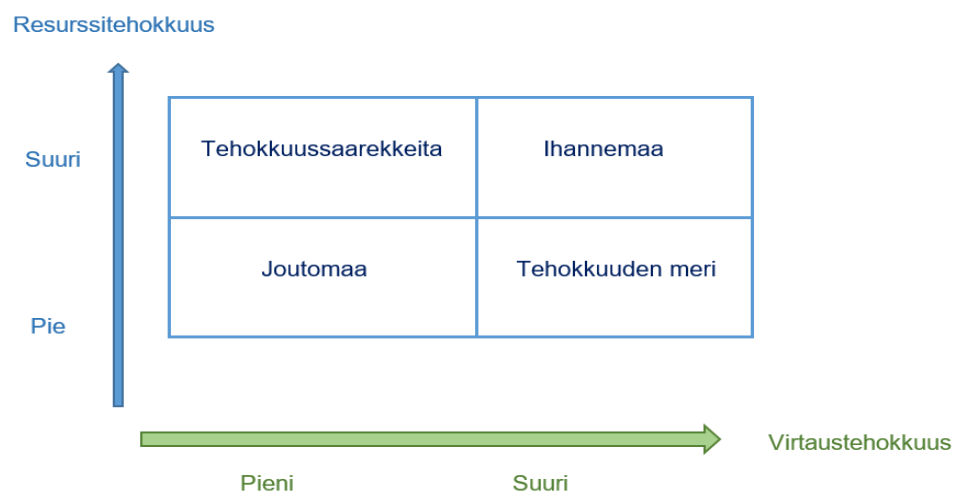 Resurssitehokkuus
Suuri
Tehokkuussaarekkeita
Ihannemaa
Joutomaa
Tehokkuuden meri
Pie
Virtaustehokkuus
Pieni
Suuri